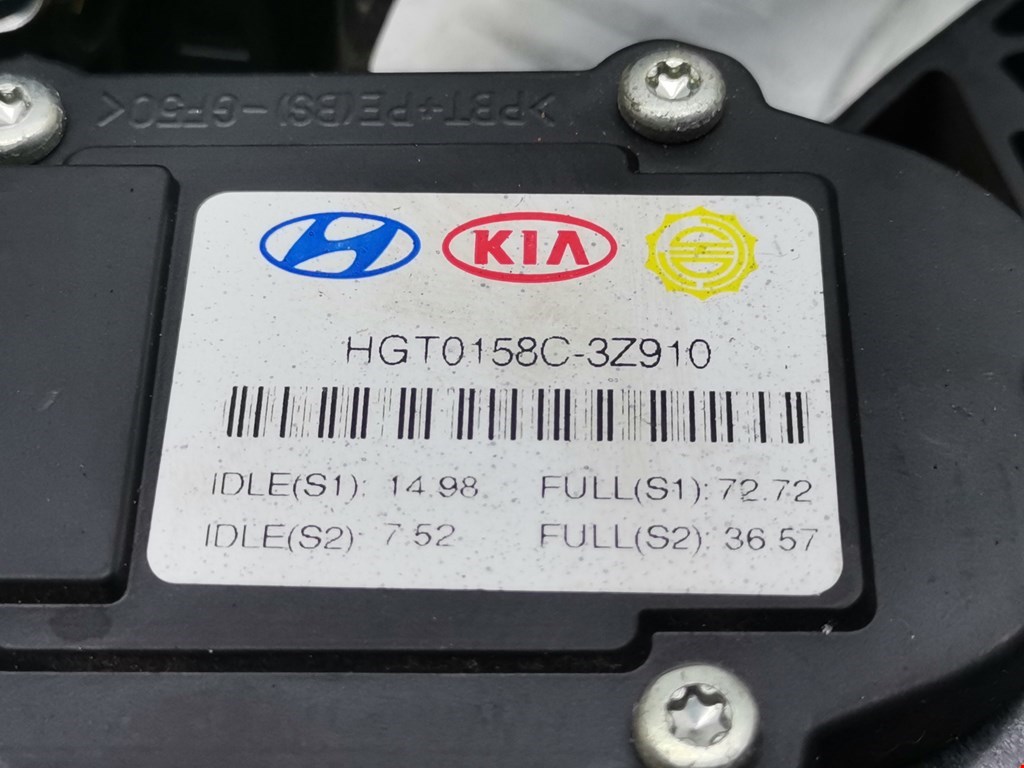 >PBT+PE(BS)-GF50<
KIA
HGT0158C-3Z910
IDLE(S1): 14.98 FULL(S1): 72.72
IDLE(S2): 7.52 FULL(S2): 36.57